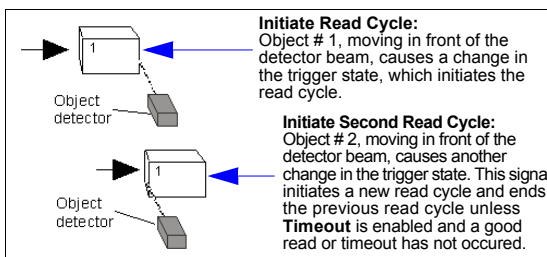 Initiate Read Cycle:
Object # 1, moving in front of the
detector beam, causes a change in
the trigger state, which initiates the
read cycle.
1
Object
detector
Initiate Second Read Cycle:
Object # 2, moving in front of the
detector beam, causes another
change in the trigger state. This signa
initiates a new read cycle and ends
the previous read cycle unless
Timeout is enabled and a good
read or timeout has not occured.
1
Object
detector